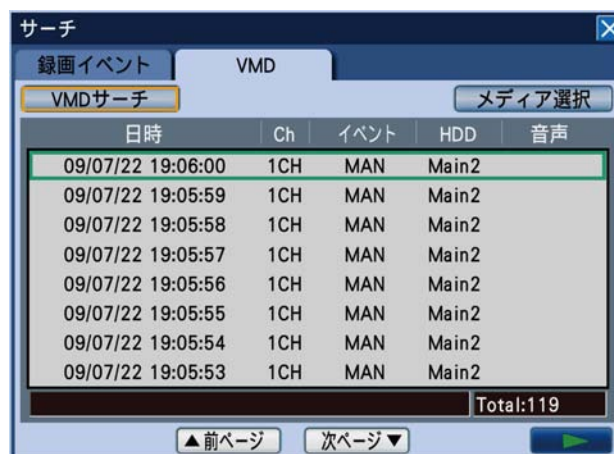 サーチ
録画イベント VMD
VMDサーチ メディア選択
日時 Ch イベント HDD 音声
09/07/22 19:06:00 1CH MAN Main2
09/07/22 19:05:59 1CH MAN Main2
09/07/22 19:05:58 1CH MAN Main2
09/07/22 19:05:57 1CH MAN Main2
09/07/22 19:05:56 1CH MAN Main2
09/07/22 19:05:55 1CH MAN Main2
09/07/22 19:05:54 1CH MAN Main2
09/07/22 19:05:53 1CH MAN Main2
Total:119
▲前ページ 次ページ▼